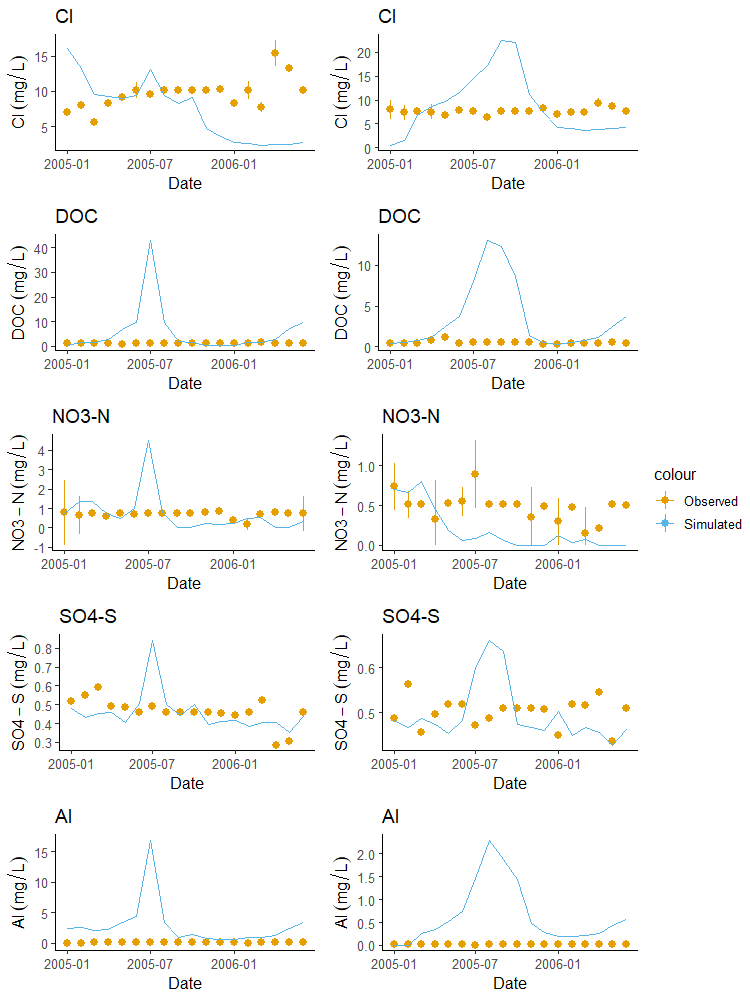 Cl
Cl
Cl (mg/L)
15
10
5
2005-01 2005-07 2006-01
Date
Cl (mg/L)
20
15
10
5
0
2005-01 2005-07 2006-01
Date
DOC
DOC
DOC (mg/L)
40
30
20
10
0
2005-01 2005-07 2006-01
Date
DOC (mg/L)
10
5
0
2005-01 2005-07 2006-01
Date
NO3-N
NO3-N
NO3 − N (mg/L)
4
3
2
1
0
-1
2005-01 2005-07 2006-01
Date
NO3 − N (mg/L)
1.0
0.5
0.0
2005-01 2005-07 2006-01
Date
colour
Observed
Simulated
SO4-S
SO4-S
SO4 − S (mg/L)
0.8
0.7
0.6
0.5
0.4
0.3
2005-01 2005-07 2006-01
Date
SO4 − S (mg/L)
0.6
0.5
2005-01 2005-07 2006-01
Date
Al
Al
Al (mg/L)
15
10
5
0
2005-01 2005-07 2006-01
Date
Al (mg/L)
2.0
1.5
1.0
0.5
0.0
2005-01 2005-07 2006-01
Date